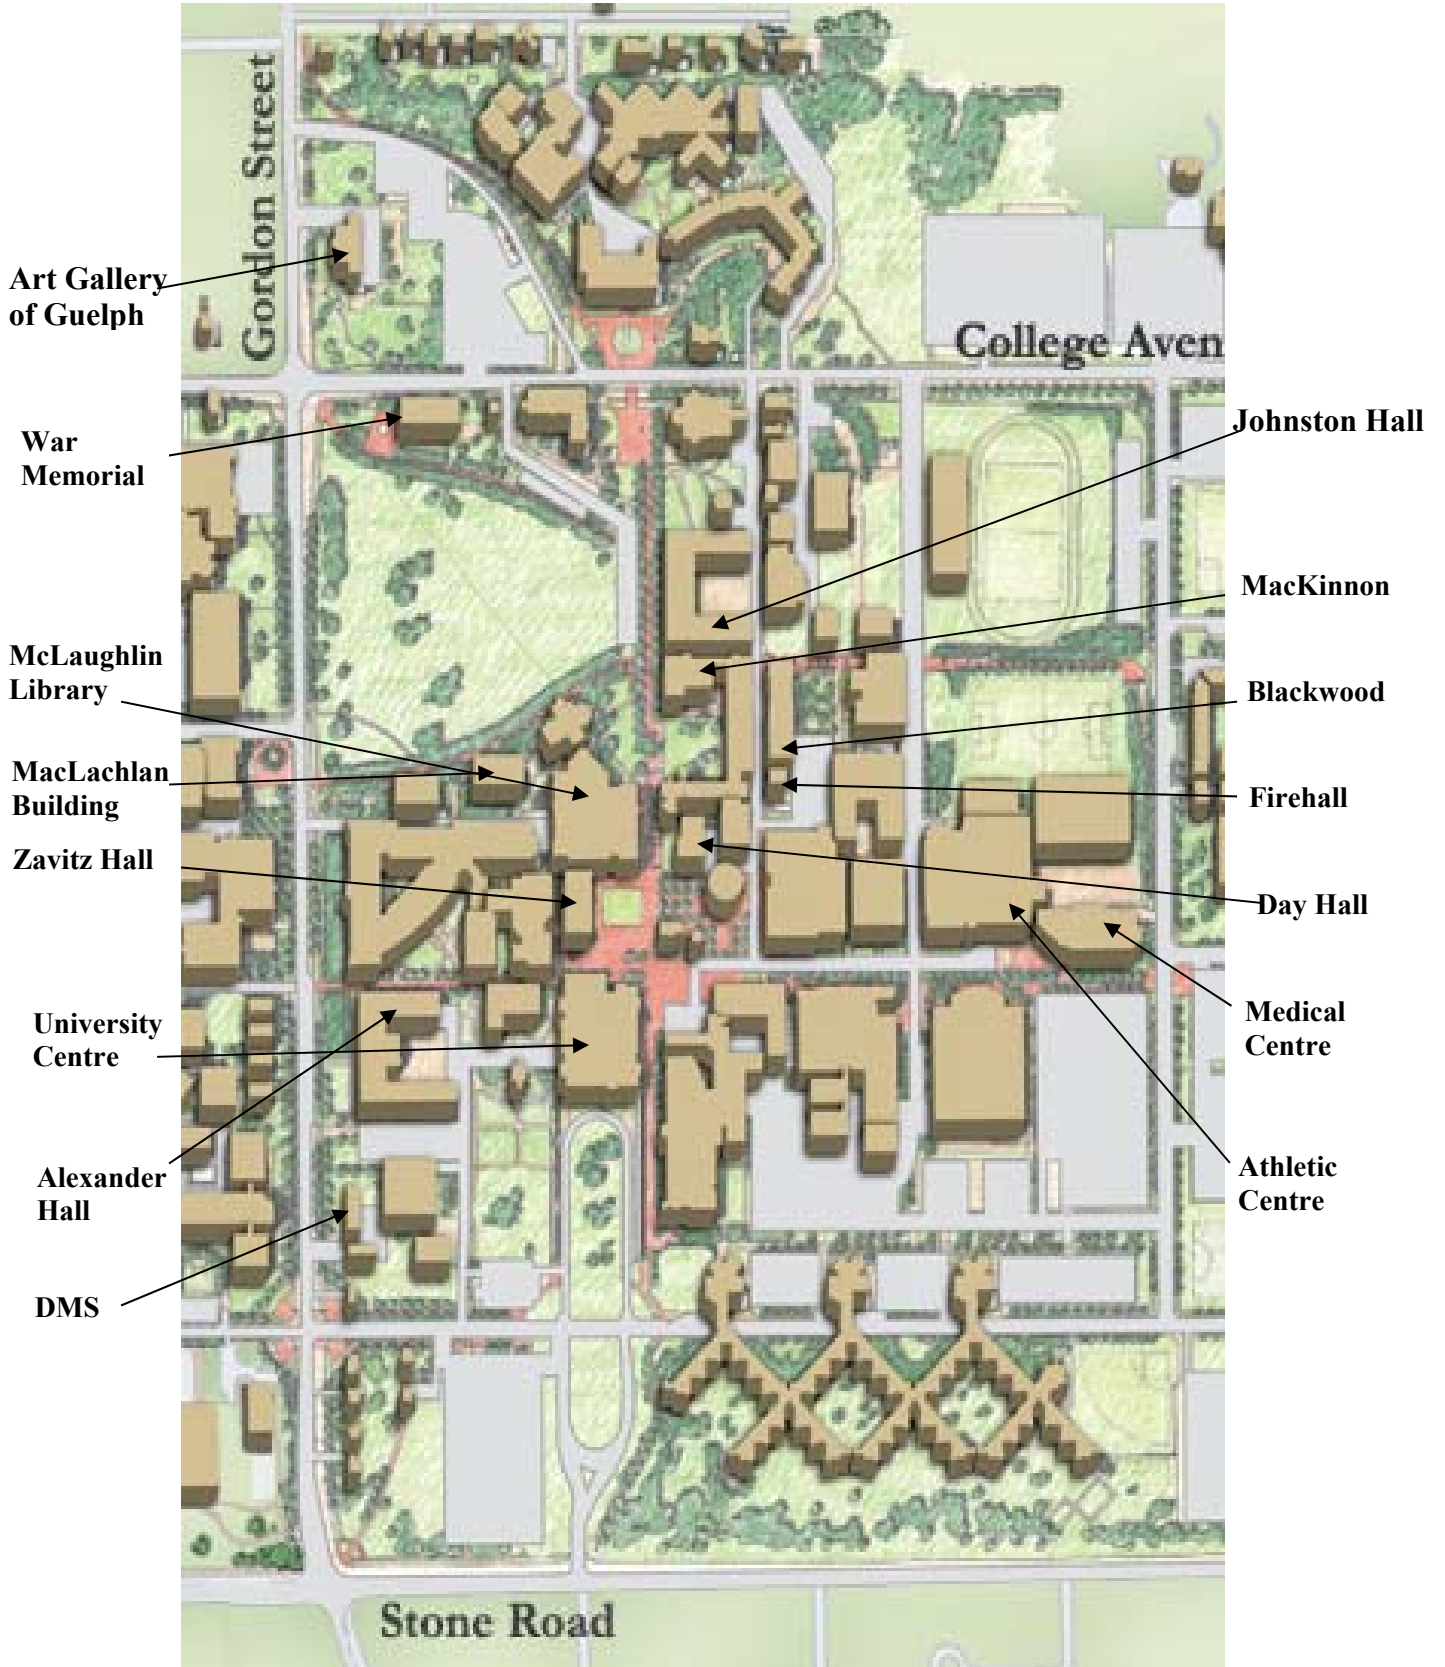 Gordon Street
Art Gallery
of Guelph
College Aven
War
Memorial
Johnston Hall
MacKinnon
McLaughlin
Library
Blackwood
MacLachlan
Building
Firehall
Zavitz Hall
Day Hall
University
Centre
Medical
Centre
Alexander
Hall
Athletic
Centre
DMS
Stone Road